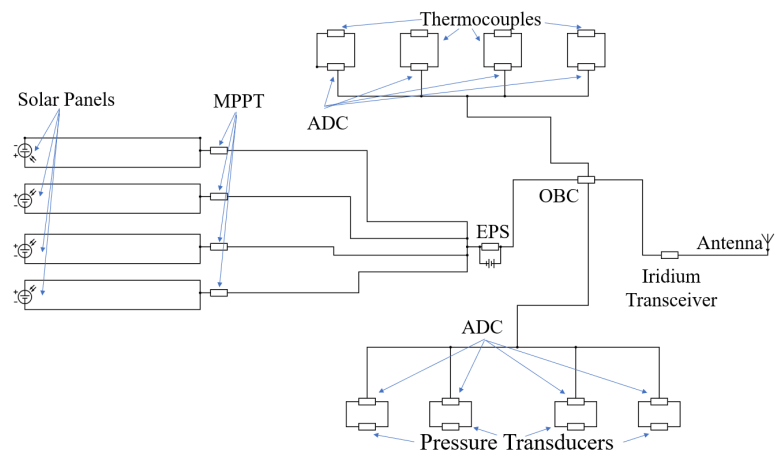 Thermocouples
Solar Panels
MPPT
ADC
OBC
EPS
Antenna
Iridium
Transceiver
ADC
Pressure Transducers